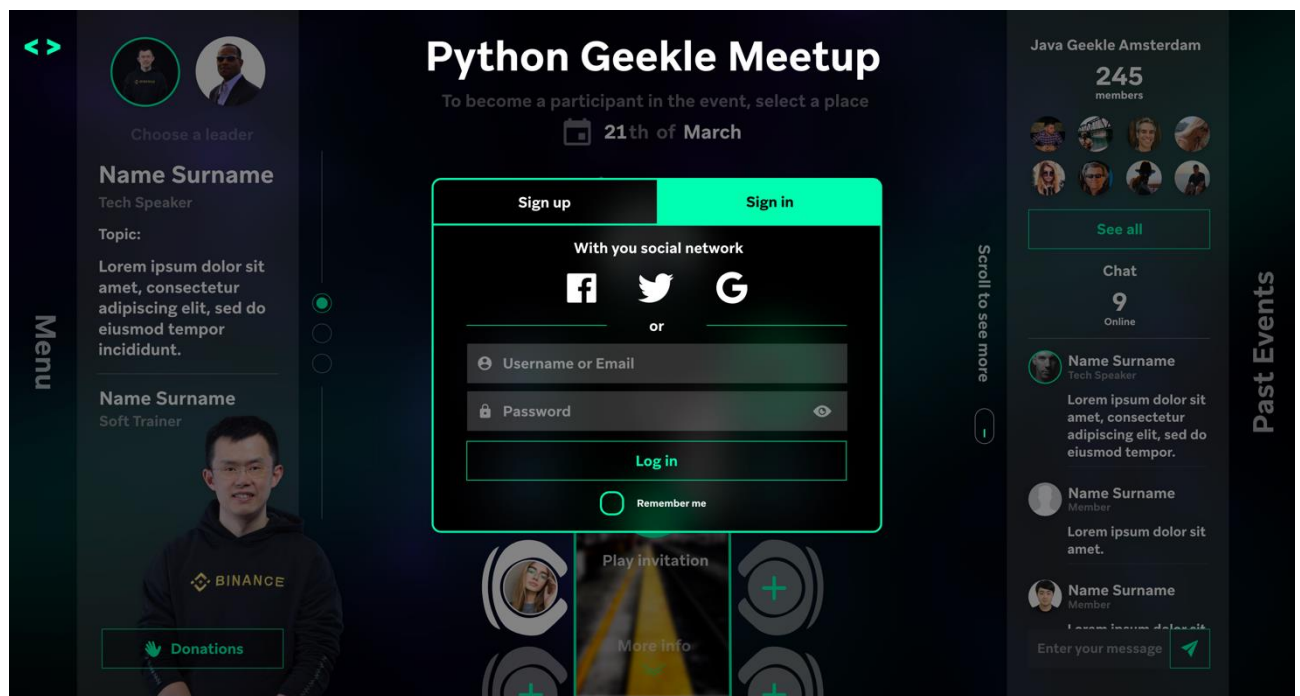 < >
Menu
Choose a leader
Name Surname
Tech Speaker
Topic:
Lorem ipsum dolor sit
amet, consectetur
adipiscing elit, sed do
eiusmod tempor
incididunt.
Name Surname
Soft Trainer
BINANCE
Donations
Python Geekle Meetup
To become a participant in the event, select a place
21th of March
Sign up
Sign in
With you social network
or
Username or Email
Password
Log in
Remember me
Play invitation
More info
Scroll to see more
Java Geekle Amsterdam
245
members
See all
Chat
9
Online
Name Surname
Tech Speaker
Lorem ipsum dolor sit
amet, consectetur
adipiscing elit, sed do
eiusmod tempor.
Name Surname
Member
Lorem ipsum dolor sit
amet.
Name Surname
Member
Lorem ipsum dolor sit
Enter your message
Past Events